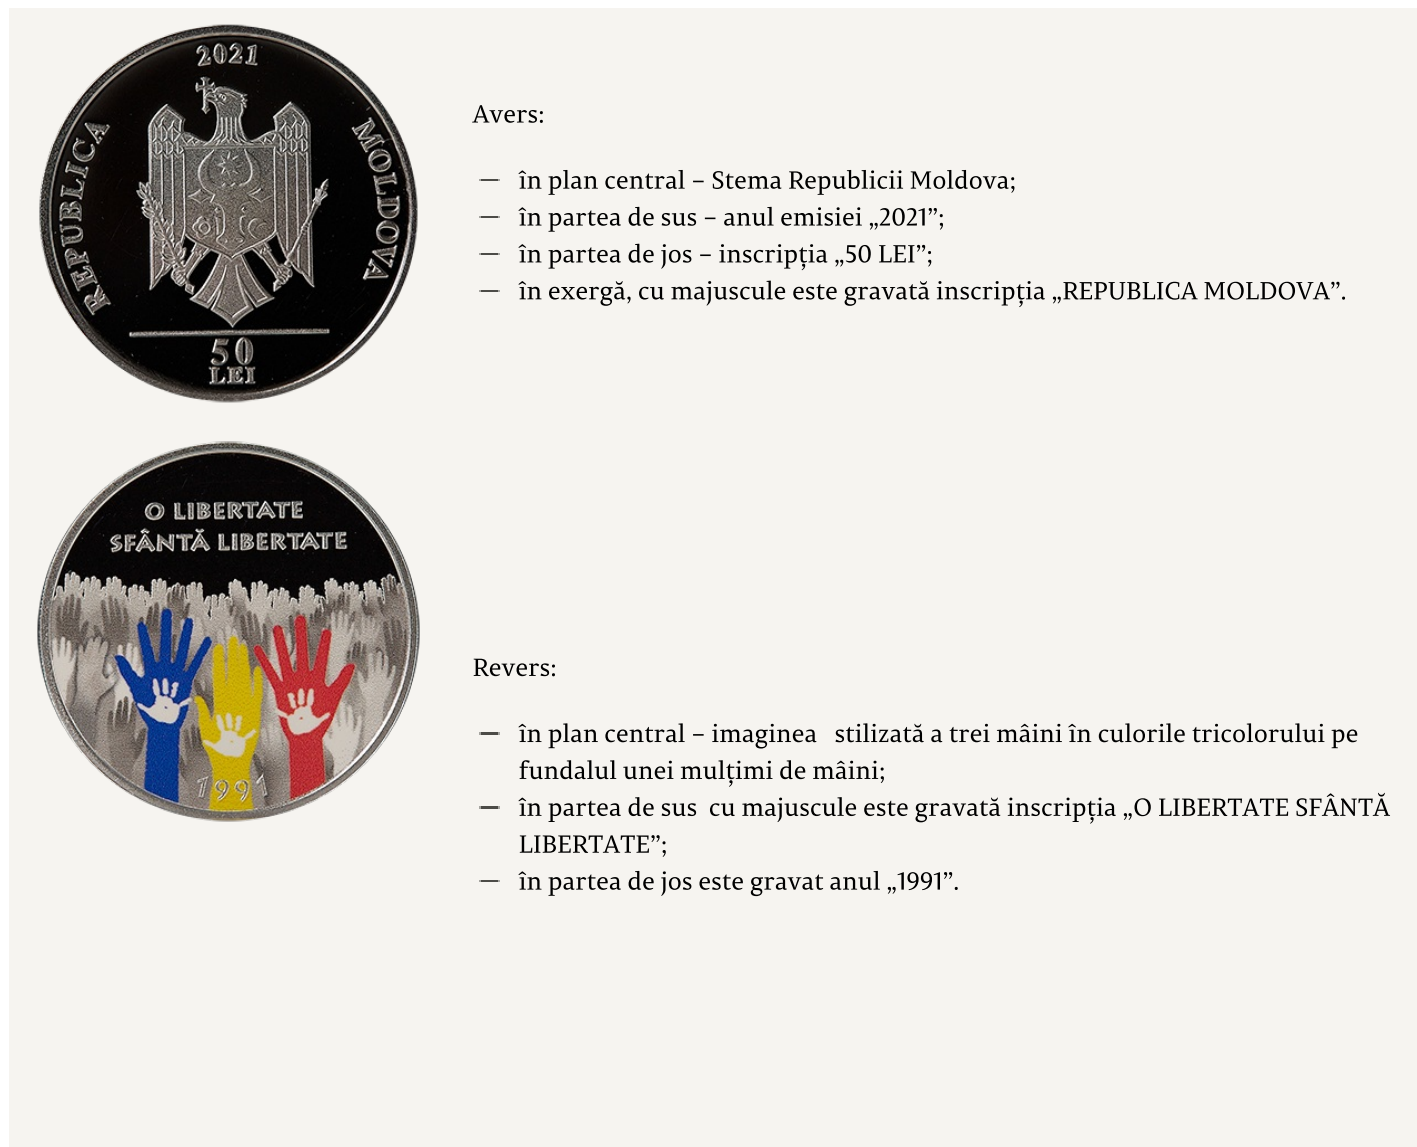 2021
REPUBLICA MOLDOVA
50
LEI
Avers:
— în plan central – Stema Republicii Moldova;
— în partea de sus – anul emisiei „2021”;
— în partea de jos – inscripția „50 LEI”;
— în exergă, cu majuscule este gravată inscripția „REPUBLICA MOLDOVA”.
O LIBERTATE
SFÂNTĂ LIBERTATE
1991
Revers:
— în plan central – imaginea stilizată a trei mâini în culorile tricolorului pe
fundalul unei mulțimi de mâini;
— în partea de sus cu majuscule este gravată inscripția „O LIBERTATE SFÂNTĂ
LIBERTATE”;
— în partea de jos este gravat anul „1991”.